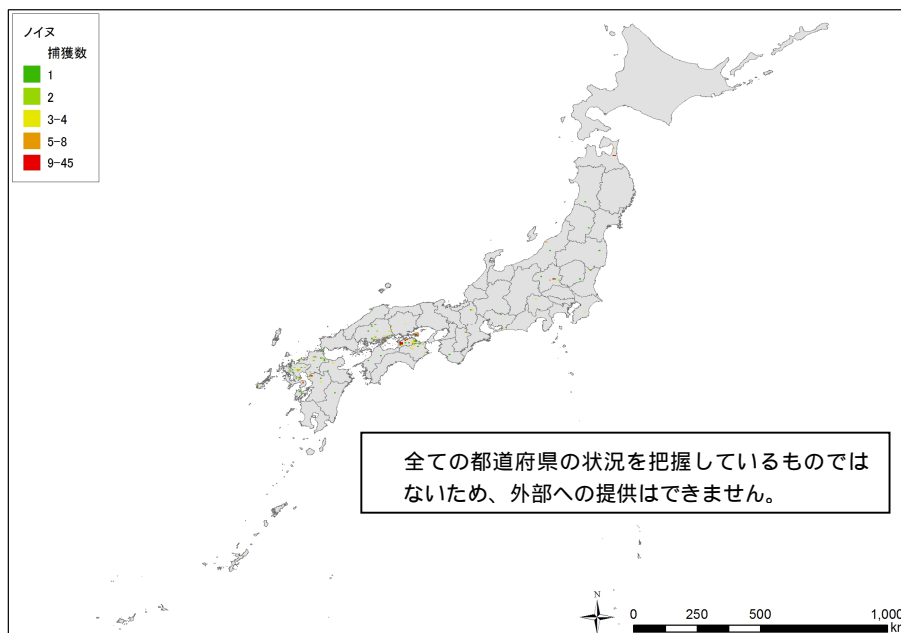 ノイヌ
捕獲数
1
2
3-4
5-8
9-45
全ての都道府県の状況を把握しているものでは
ないため、外部への提供はできません。
N
0 250 500 1,000
km